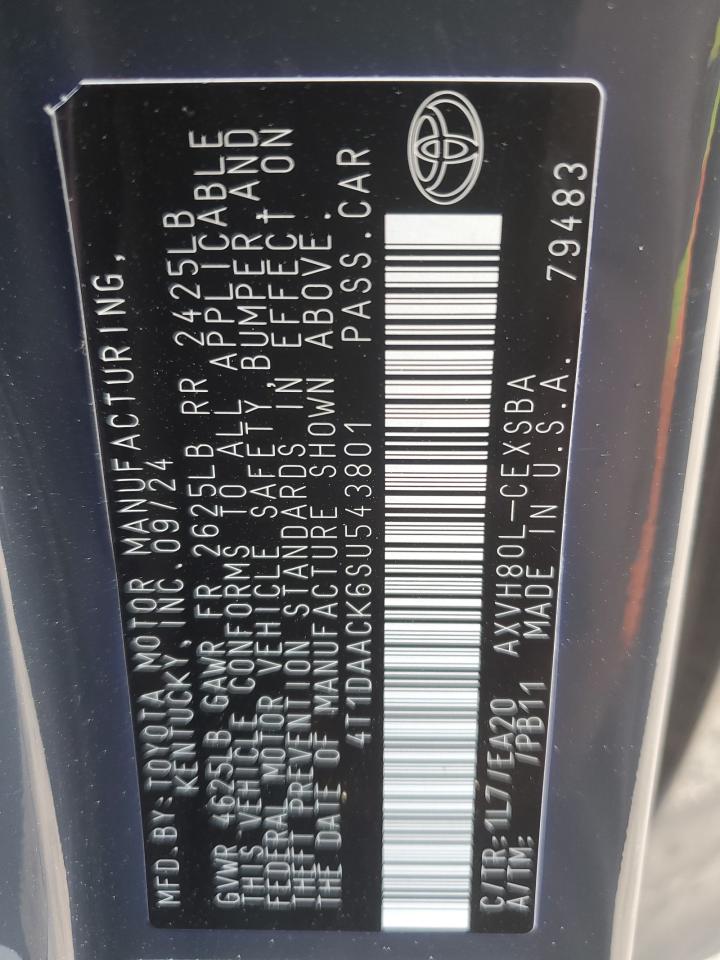 MFD. BY: TOYOTA MOTOR MANUFACTURING,
KENTUCKY, INC. 09/24
GVWR 4625LB GAWR FR 2625LB RR 2425LB
THIS VEHICLE CONFORMS TO ALL APPLICABLE
FEDERAL MOTOR VEHICLE SAFETY, BUMPER, AND
THEFT PREVENTION STANDARDS IN EFFECT ON
THE DATE OF MANUFACTURE SHOWN ABOVE.
4T1DAACK6SU543801 PASS.CAR
C/TR: 1L7/EA20 AXVH80L-CEXSBA
A/TM: /PB11 MADE IN U.S.A. 79483